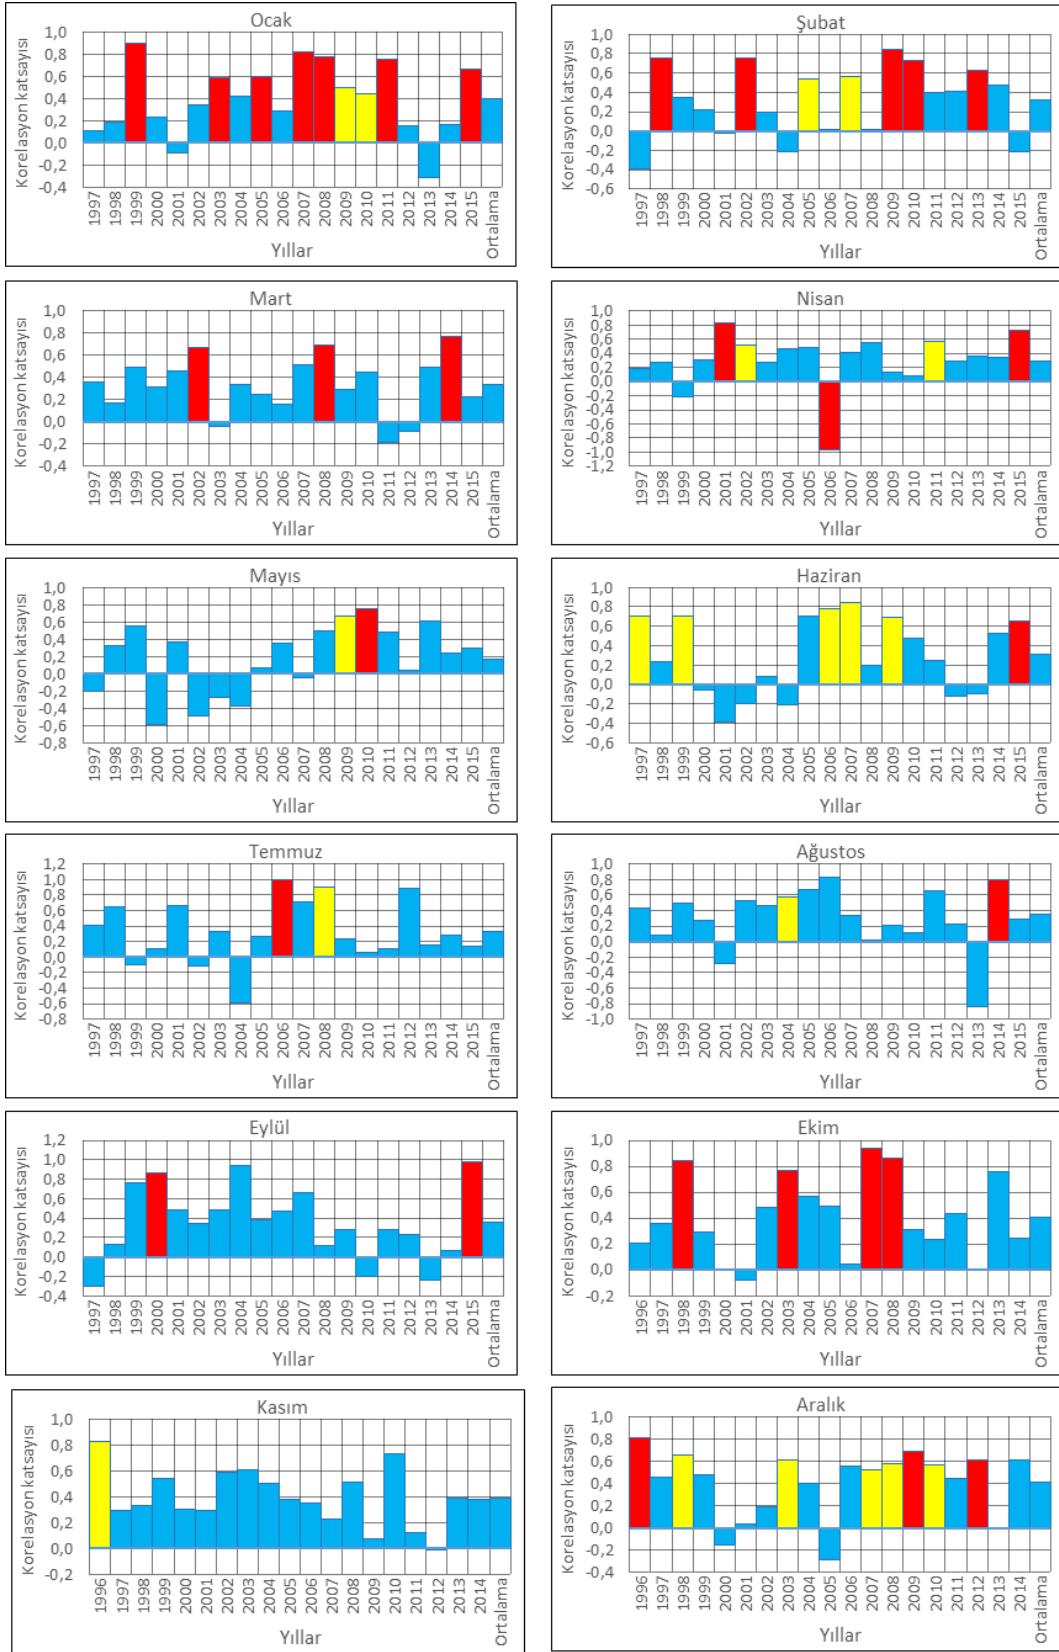 Ocak
Korelasyon katsayısı
1,0
0,8
0,6
0,4
0,2
0,0
-0,2
-0,4
1997 1998 1999 2000 2001 2002 2003 2004 2005 2006 2007 2008 2009 2010 2011 2012 2013 2014 2015 Ortalama
Yıllar
Şubat
Korelasyon katsayısı
1,0
0,8
0,6
0,4
0,2
0,0
-0,2
-0,4
-0,6
1997 1998 1999 2000 2001 2002 2003 2004 2005 2006 2007 2008 2009 2010 2011 2012 2013 2014 2015 Ortalama
Yıllar
Mart
Korelasyon katsayısı
1,0
0,8
0,6
0,4
0,2
0,0
-0,2
-0,4
1997 1998 1999 2000 2001 2002 2003 2004 2005 2006 2007 2008 2009 2010 2011 2012 2013 2014 2015 Ortalama
Yıllar
Nisan
Korelasyon katsayısı
1,0
0,8
0,6
0,4
0,2
0,0
-0,2
-0,4
-0,6
-0,8
-1,0
-1,2
1997 1998 1999 2000 2001 2002 2003 2004 2005 2006 2007 2008 2009 2010 2011 2012 2013 2014 2015 Ortalama
Yıllar
Mayıs
Korelasyon katsayısı
1,0
0,8
0,6
0,4
0,2
0,0
-0,2
-0,4
-0,6
-0,8
1997 1998 1999 2000 2001 2002 2003 2004 2005 2006 2007 2008 2009 2010 2011 2012 2013 2014 2015 Ortalama
Yıllar
Haziran
Korelasyon katsayısı
1,0
0,8
0,6
0,4
0,2
0,0
-0,2
-0,4
-0,6
1997 1998 1999 2000 2001 2002 2003 2004 2005 2006 2007 2008 2009 2010 2011 2012 2013 2014 2015 Ortalama
Yıllar
Temmuz
Korelasyon katsayısı
1,2
1,0
0,8
0,6
0,4
0,2
0,0
-0,2
-0,4
-0,6
-0,8
1997 1998 1999 2000 2001 2002 2003 2004 2005 2006 2007 2008 2009 2010 2011 2012 2013 2014 2015 Ortalama
Yıllar
Ağustos
Korelasyon katsayısı
1,0
0,8
0,6
0,4
0,2
0,0
-0,2
-0,4
-0,6
-0,8
-1,0
1997 1998 1999 2000 2001 2002 2003 2004 2005 2006 2007 2008 2009 2010 2011 2012 2013 2014 2015 Ortalama
Yıllar
Eylül
Korelasyon katsayısı
1,2
1,0
0,8
0,6
0,4
0,2
0,0
-0,2
-0,4
1997 1998 1999 2000 2001 2002 2003 2004 2005 2006 2007 2008 2009 2010 2011 2012 2013 2014 2015 Ortalama
Yıllar
Ekim
Korelasyon katsayısı
1,0
0,8
0,6
0,4
0,2
0,0
-0,2
1996 1997 1998 1999 2000 2001 2002 2003 2004 2005 2006 2007 2008 2009 2010 2011 2012 2013 2014 Ortalama
Yıllar
Kasım
Korelasyon katsayısı
1,0
0,8
0,6
0,4
0,2
0,0
-0,2
1996 1997 1998 1999 2000 2001 2002 2003 2004 2005 2006 2007 2008 2009 2010 2011 2012 2013 2014 Ortalama
Yıllar
Aralık
Korelasyon katsayısı
1,0
0,8
0,6
0,4
0,2
0,0
-0,2
-0,4
1996 1997 1998 1999 2000 2001 2002 2003 2004 2005 2006 2007 2008 2009 2010 2011 2012 2013 2014 Ortalama
Yıllar